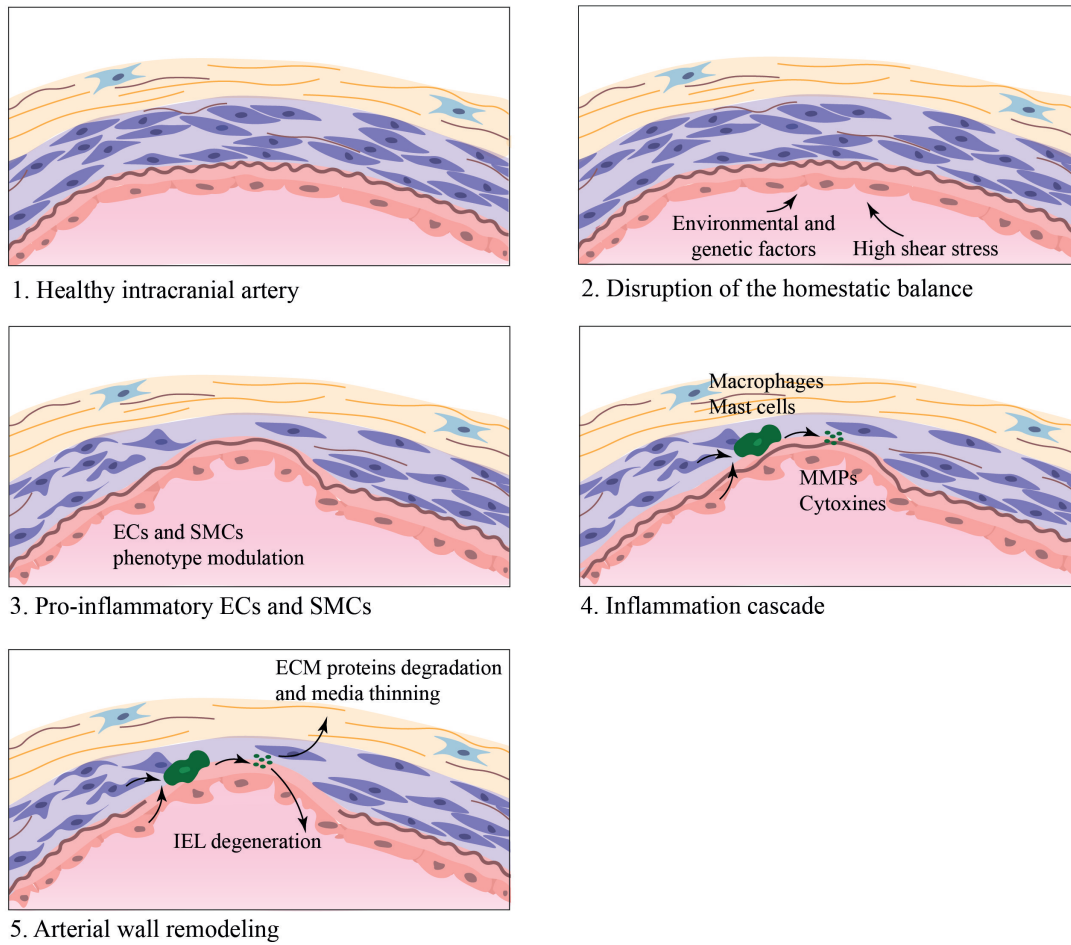 1. Healthy intracranial artery
Environmental and
genetic factors
High shear stress
2. Disruption of the homestatic balance
ECs and SMCs
phenotype modulation
3. Pro-inflammatory ECs and SMCs
Macrophages
Mast cells
MMPs
Cytoxines
4. Inflammation cascade
ECM proteins degradation
and media thinning
IEL degeneration
5. Arterial wall remodeling